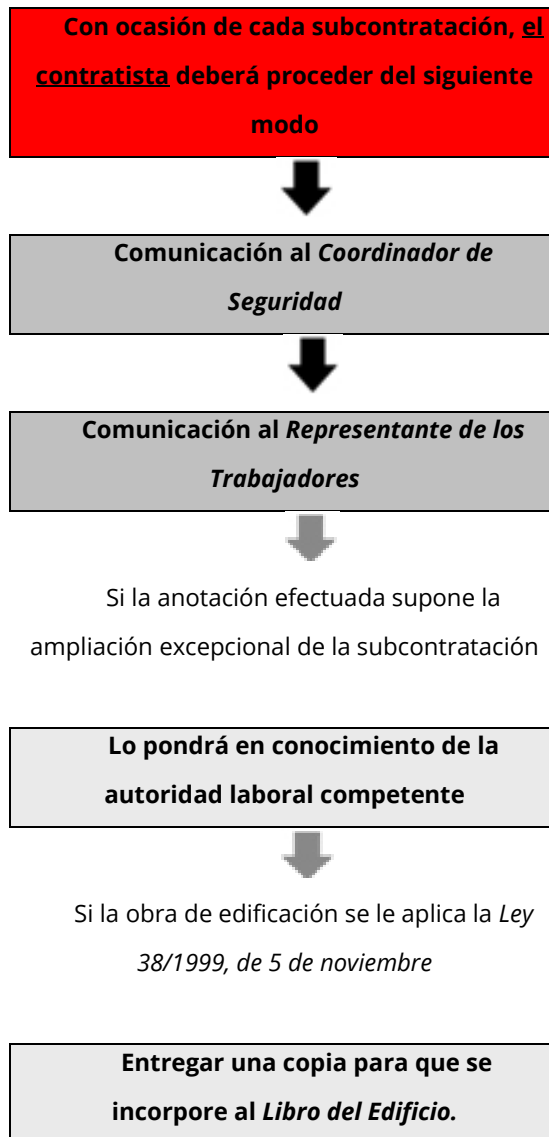 Con ocasión de cada subcontratación, el
contratista deberá proceder del siguiente
modo
Comunicación al Coordinador de
Seguridad
Comunicación al Representante de los
Trabajadores
Si la anotación efectuada supone la
ampliación excepcional de la subcontratación
Lo pondrá en conocimiento de la
autoridad laboral competente
Si la obra de edificación se le aplica la Ley
38/1999, de 5 de noviembre
Entregar una copia para que se
incorpore al Libro del Edificio.